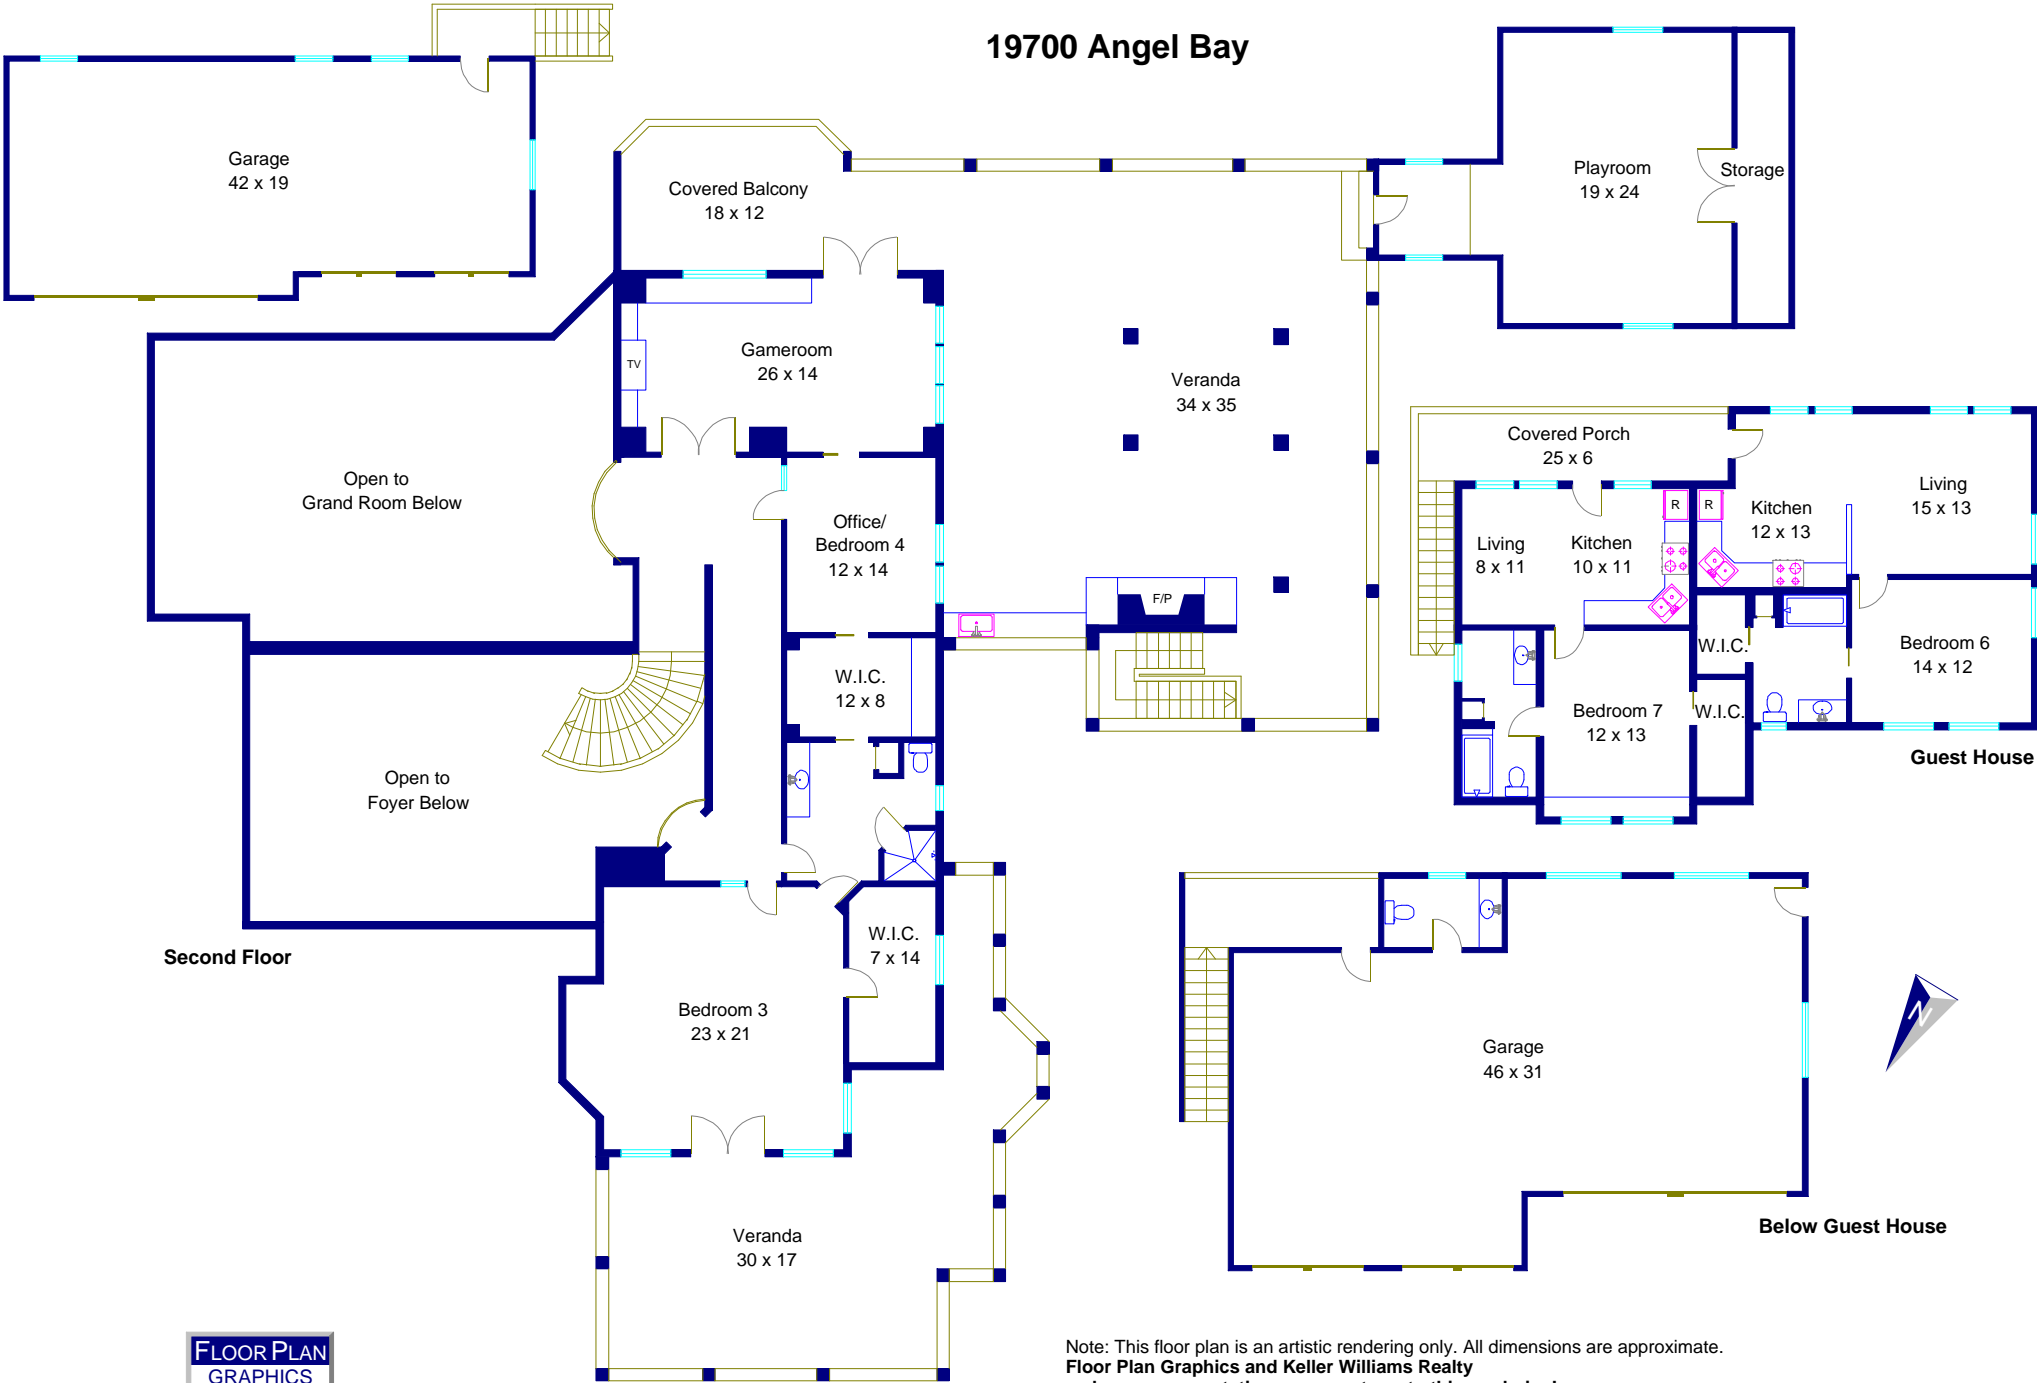 19700 Angel Bay
Garage
42 x 19
Covered Balcony
18 x 12
Playroom
19 x 24
Storage
Gameroom
26 x 14
TV
Veranda
34 x 35
Open to
Grand Room Below
Office/
Bedroom 4
12 x 14
F/P
W.I.C.
12 x 8
Open to
Foyer Below
Second Floor
W.I.C.
7 x 14
Bedroom 3
23 x 21
Veranda
30 x 17
Covered Porch
25 x 6
Living
15 x 13
R
R
Kitchen
12 x 13
Living
8 x 11
Kitchen
10 x 11
W.I.C.
Bedroom 6
14 x 12
Bedroom 7
12 x 13
W.I.C.
Guest House
N
Garage
46 x 31
Below Guest House
FLOOR PLAN
GRAPHICS
Note: This floor plan is an artistic rendering only. All dimensions are approximate.
Floor Plan Graphics and Keller Williams Realty